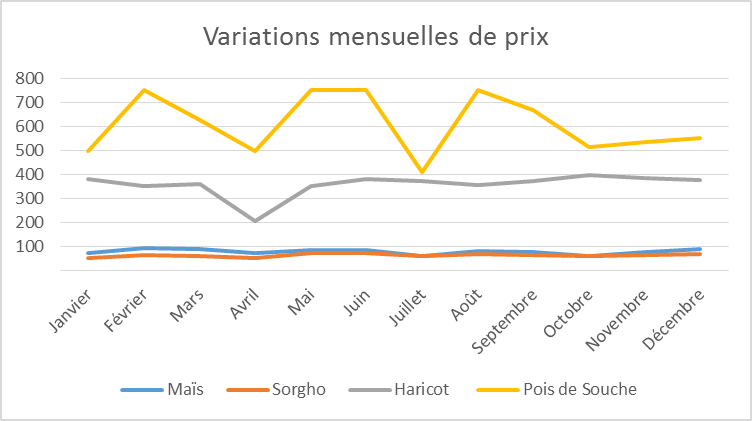 Variations mensuelles de prix
800
700
600
500
400
300
200
100
Janvier
Février
Mars
Avril
Mai
Juin
Juillet
Août
Septembre
Octobre
Novembre
Décembre
Maïs
Sorgho
Haricot
Pois de Souche